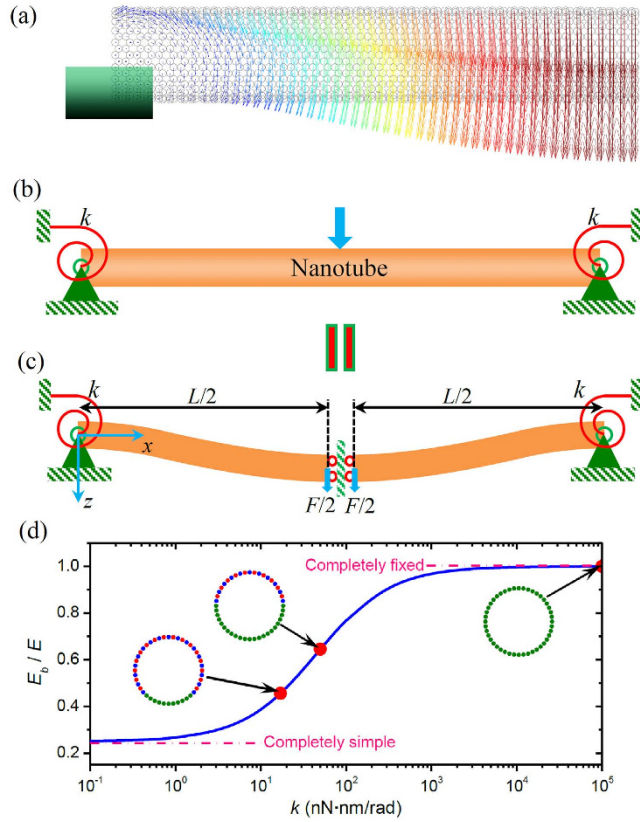 (a)
(b)
k
k
Nanotube
(c)
k
L/2
L/2
k
x
z
F/2
F/2
(d)
1.0
0.8
0.6
0.4
0.2
E_b / E
Completely fixed
Completely simple
10^-1
10^0
10^1
10^2
10^3
10^4
10^5
k (nN·nm/rad)